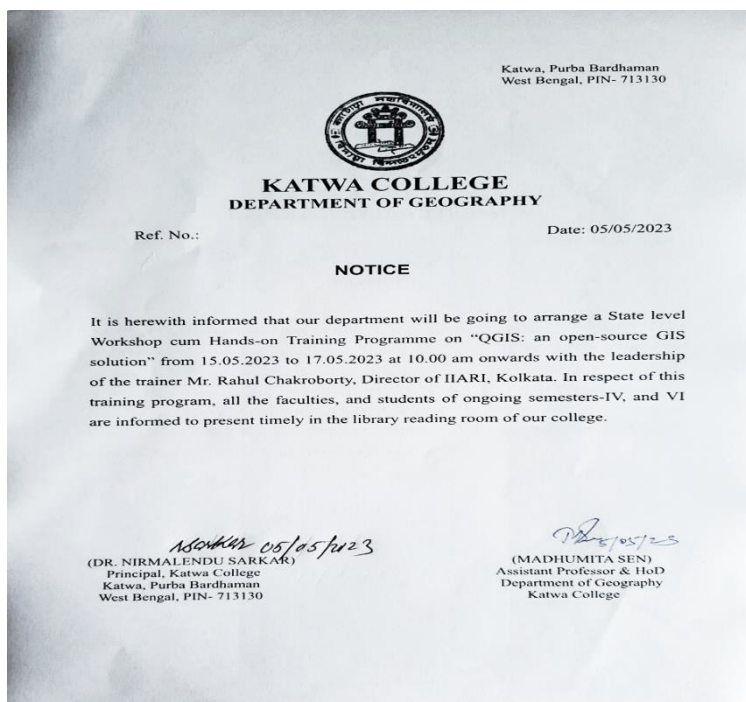 Katwa, Purba Bardhaman
West Bengal, PIN- 713130
KATWA COLLEGE
DEPARTMENT OF GEOGRAPHY
Ref. No.:
Date: 05/05/2023
NOTICE
It is herewith informed that our department will be going to arrange a State level
Workshop cum Hands-on Training Programme on “QGIS: an open-source GIS
solution” from 15.05.2023 to 17.05.2023 at 10.00 am onwards with the leadership
of the trainer Mr. Rahul Chakroborty, Director of IIARI, Kolkata. In respect of this
training program, all the faculties, and students of ongoing semesters-IV, and VI
are informed to present timely in the library reading room of our college.
05/05/2023
(DR. NIRMALENDU SARKAR)
Principal, Katwa College
Katwa, Purba Bardhaman
West Bengal, PIN- 713130
(MADHUMITA SEN)
Assistant Professor & HoD
Department of Geography
Katwa College